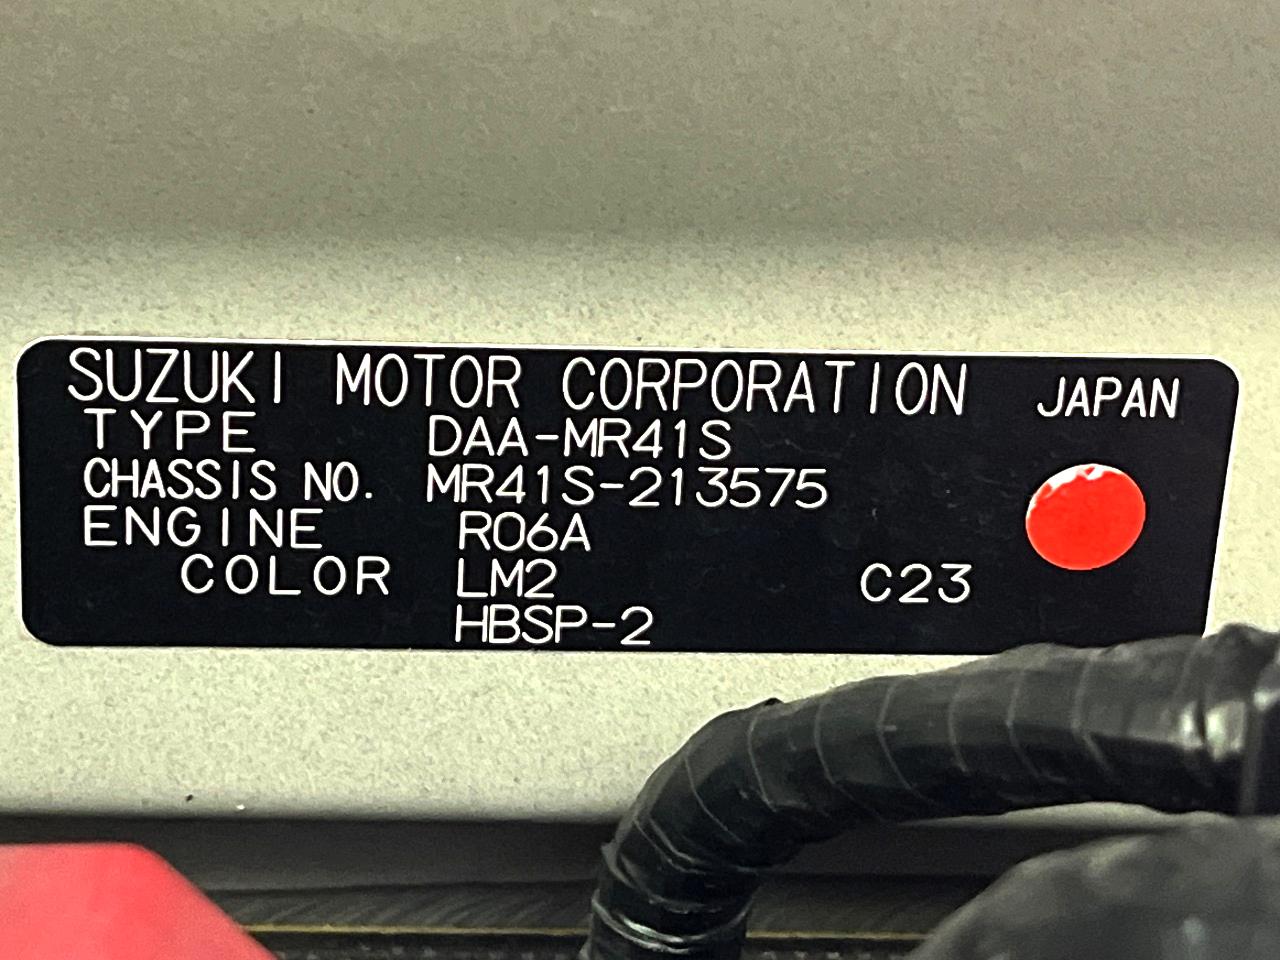 SUZUKI MOTOR CORPORATION JAPAN
TYPE DAA-MR41S
CHASSIS NO. MR41S-213575
ENGINE R06A
COLOR LM2 C23
HBSP-2